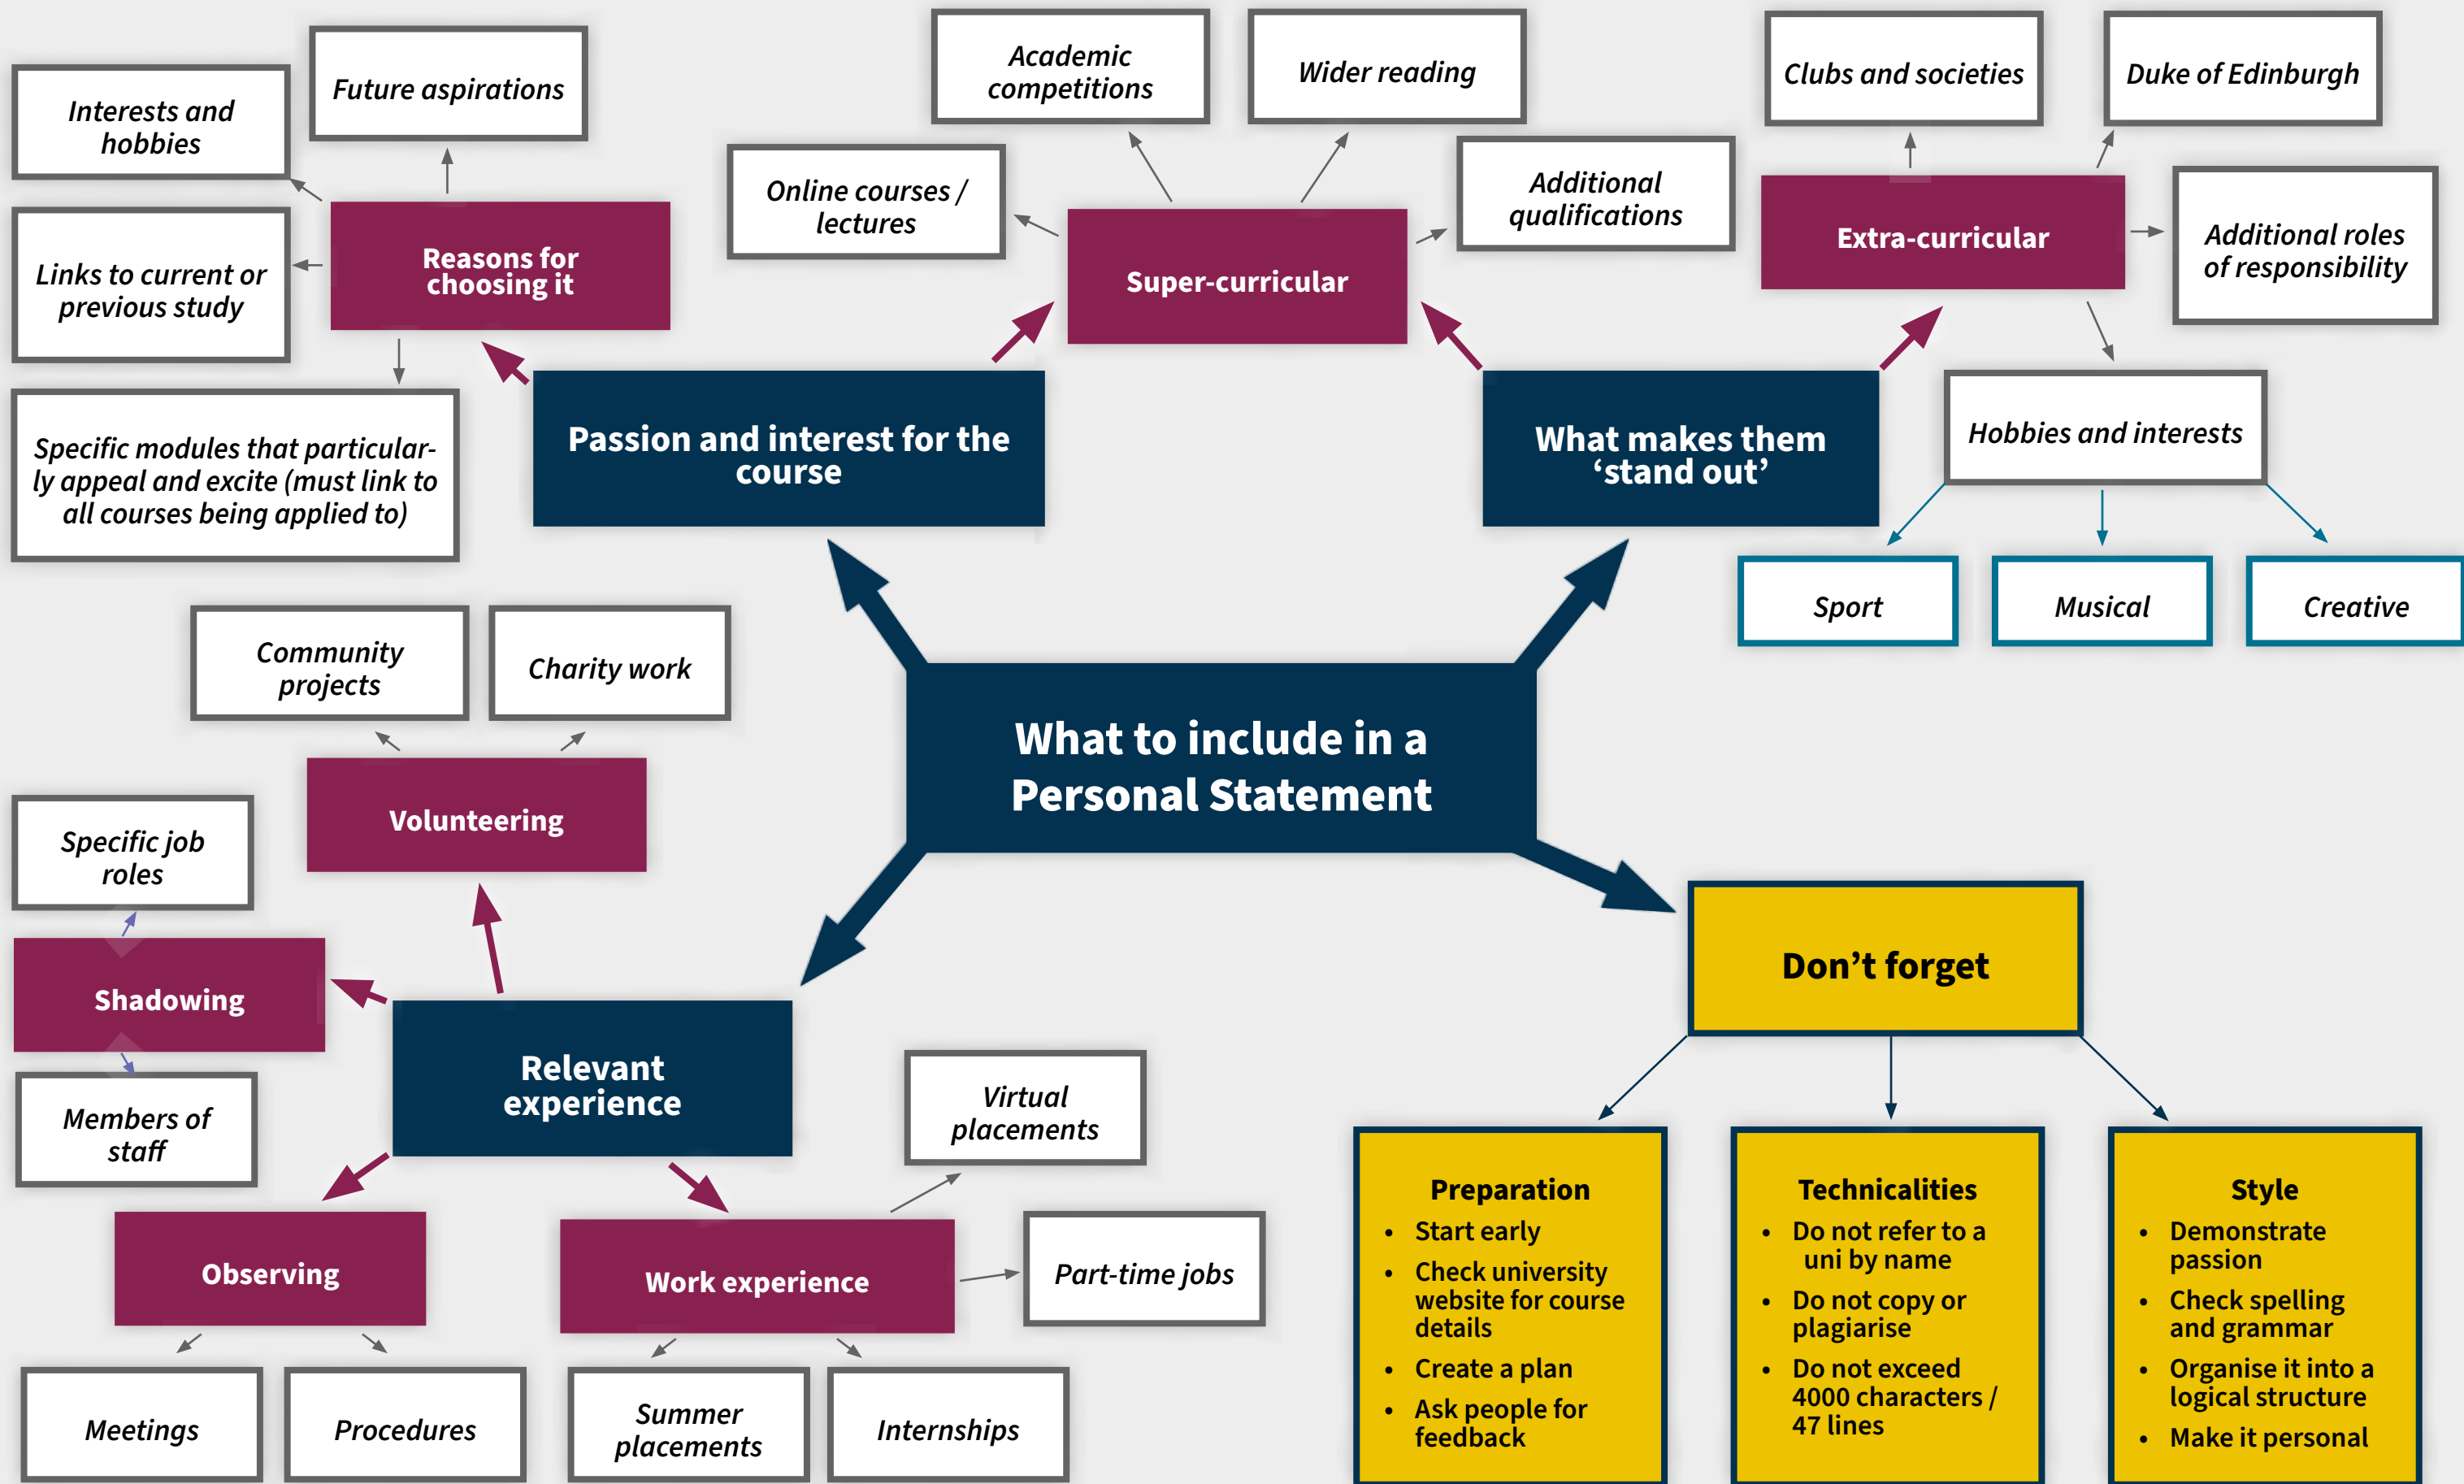 Future aspirations
Interests and
hobbies
Links to current or
previous study
Reasons for
choosing it
Specific modules that particular-
ly appeal and excite (must link to
all courses being applied to)
Academic
competitions
Wider reading
Online courses /
lectures
Additional
qualifications
Super-curricular
Clubs and societies
Duke of Edinburgh
Extra-curricular
Additional roles
of responsibility
Hobbies and interests
Sport
Musical
Creative
Passion and interest for the
course
What makes them
‘stand out’
What to include in a
Personal Statement
Community
projects
Charity work
Volunteering
Specific job
roles
Shadowing
Members of
staff
Relevant
experience
Observing
Meetings
Procedures
Work experience
Virtual
placements
Part-time jobs
Summer
placements
Internships
Don’t forget
Preparation
• Start early
• Check university
website for course
details
• Create a plan
• Ask people for
feedback
Technicalities
• Do not refer to a
uni by name
• Do not copy or
plagiarise
• Do not exceed
4000 characters /
47 lines
Style
• Demonstrate
passion
• Check spelling
and grammar
• Organise it into a
logical structure
• Make it personal